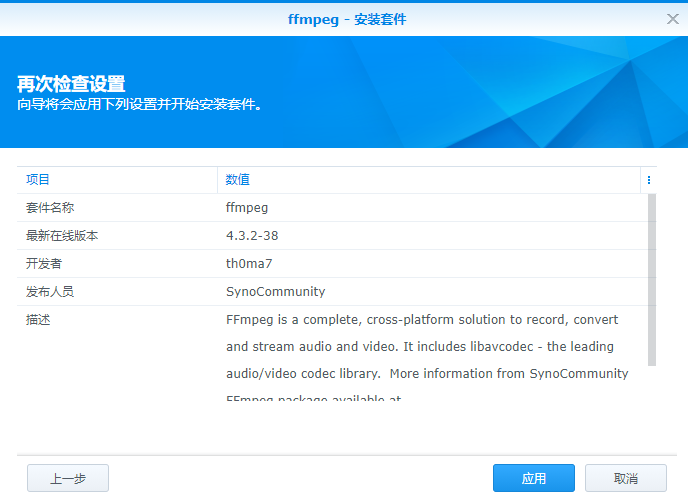 ffmpeg - 安装套件
再次检查设置
向导将会应用下列设置并开始安装套件。
项目 数值
套件名称 ffmpeg
最新在线版本 4.3.2-38
开发者 th0ma7
发布人员 SynoCommunity
描述 FFmpeg is a complete, cross-platform solution to record, convert
and stream audio and video. It includes libavcodec - the leading
audio/video codec library. More information from SynoCommunity
FFmpeg package available at
上一步 应用 取消